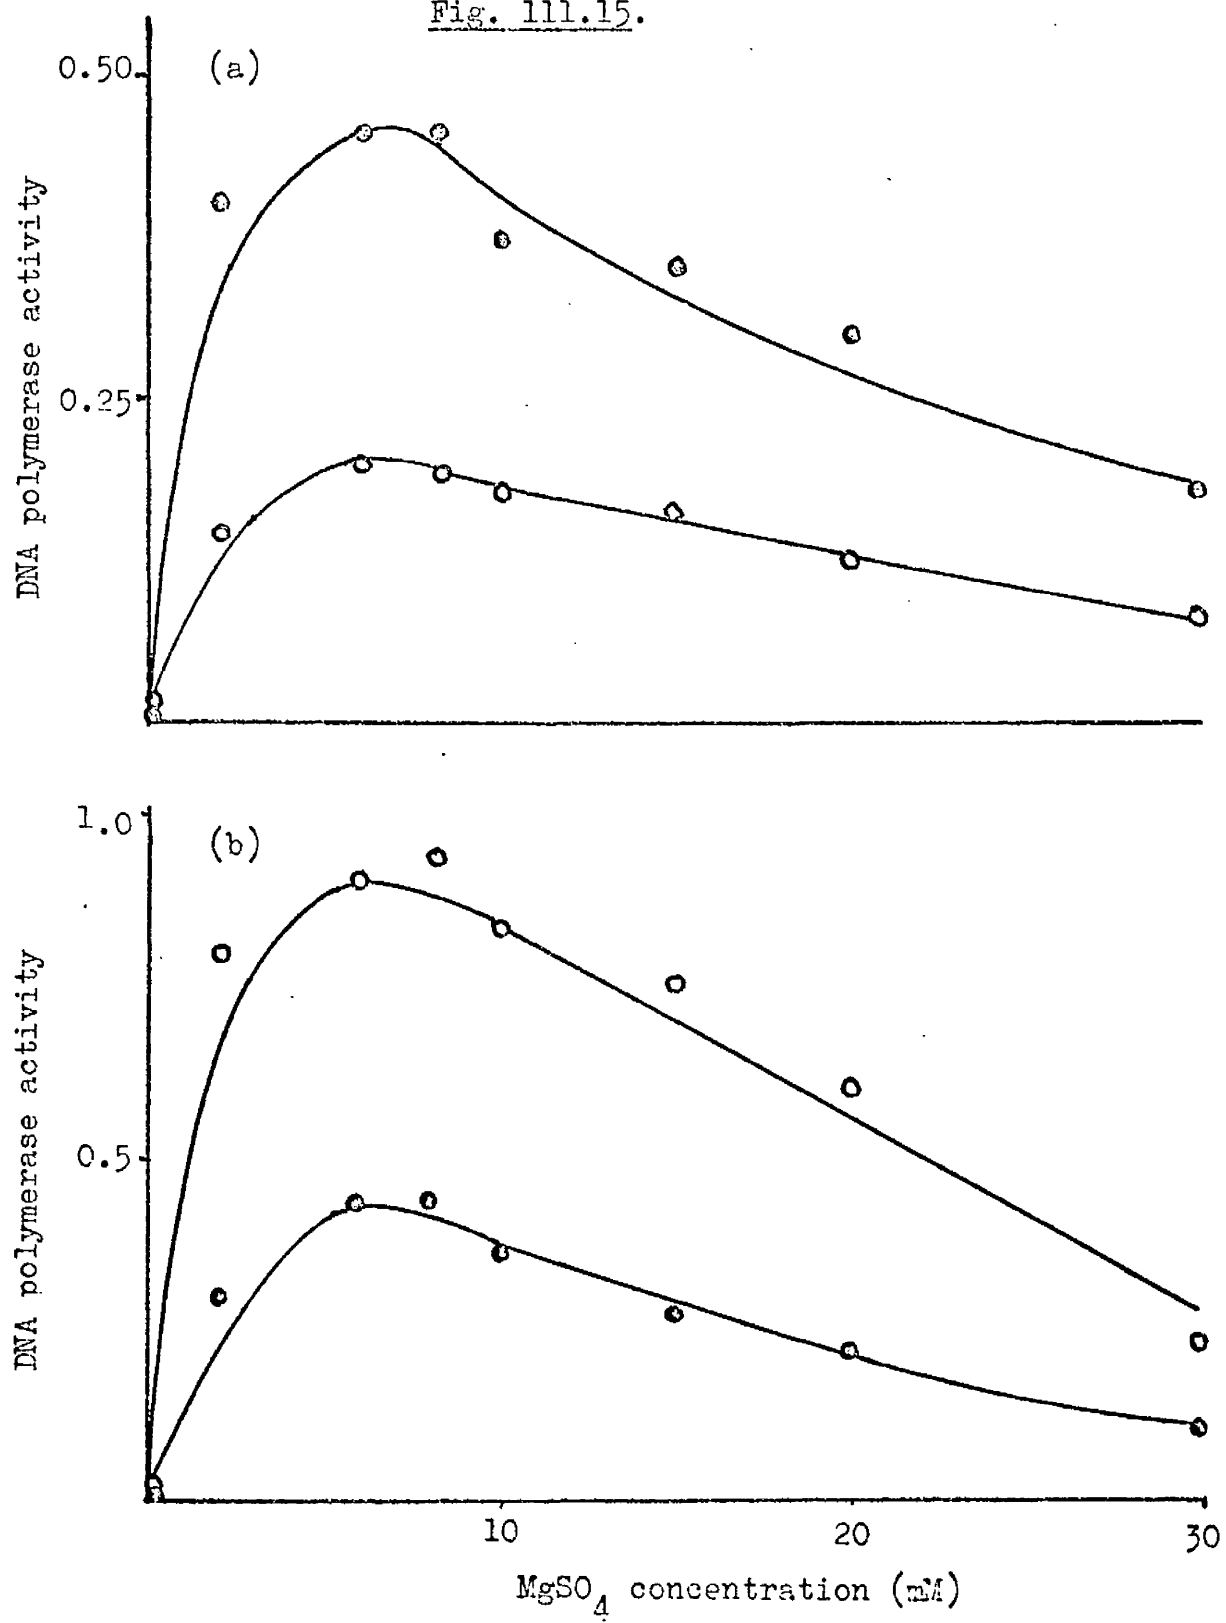 Fig. 111.15.
(a)
0.50
0.25
DNA polymerase activity
(b)
1.0
0.5
DNA polymerase activity
10
20
30
MgSO4 concentration (mM)